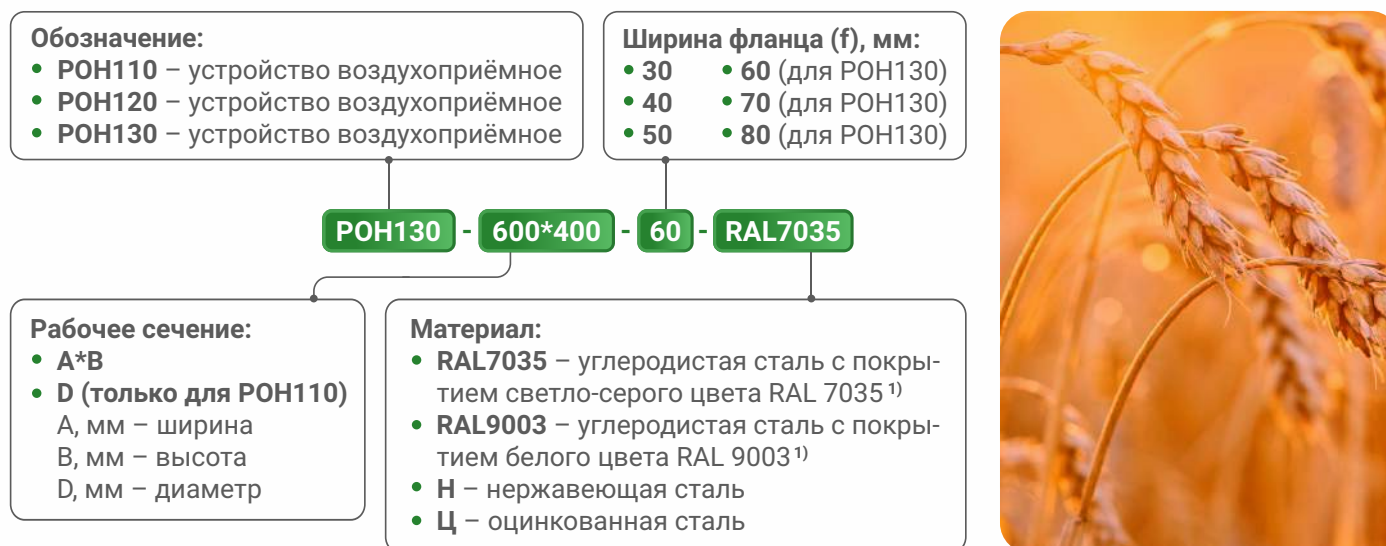 Обозначение:
• РОН110 – устройство воздухоприёмное
• РОН120 – устройство воздухоприёмное
• РОН130 – устройство воздухоприёмное
Ширина фланца (f), мм:
• 30 • 60 (для РОН130)
• 40 • 70 (для РОН130)
• 50 • 80 (для РОН130)
РОН130 - 600*400 - 60 - RAL7035
Рабочее сечение:
• A*B
• D (только для РОН110)
A, мм – ширина
B, мм – высота
D, мм – диаметр
Материал:
• RAL7035 – углеродистая сталь с покры-
тием светло-серого цвета RAL 7035 ¹⁾
• RAL9003 – углеродистая сталь с покры-
тием белого цвета RAL 9003 ¹⁾
• Н – нержавеющая сталь
• Ц – оцинкованная сталь